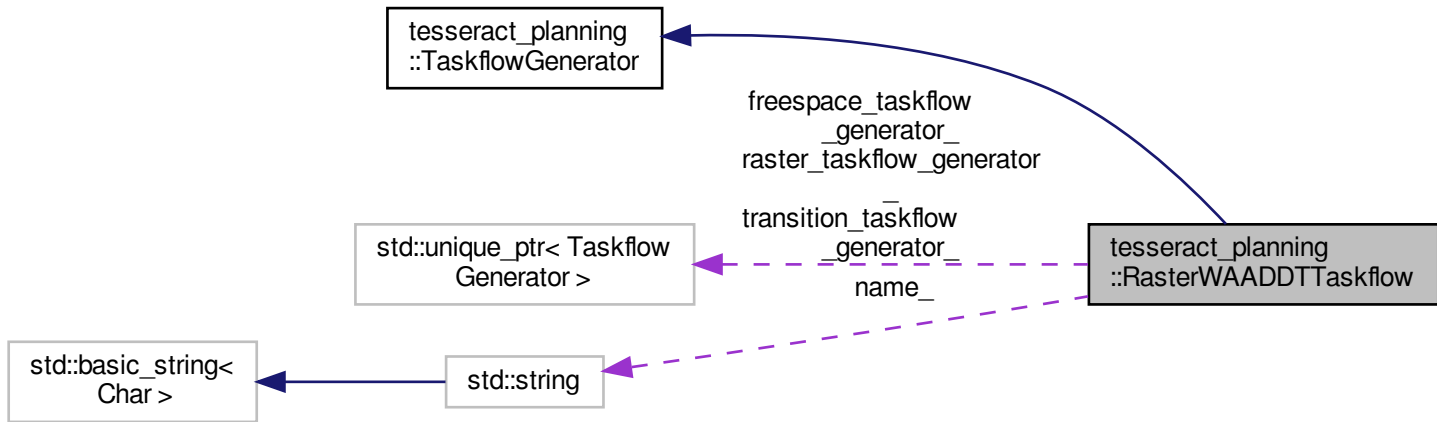 tesseract_planning
::TaskflowGenerator
freespace_taskflow
_generator_
raster_taskflow_generator
_
transition_taskflow
_generator_
std::unique_ptr< Taskflow
Generator >
tesseract_planning
::RasterWAADDTTaskflow
name_
std::basic_string<
Char >
std::string